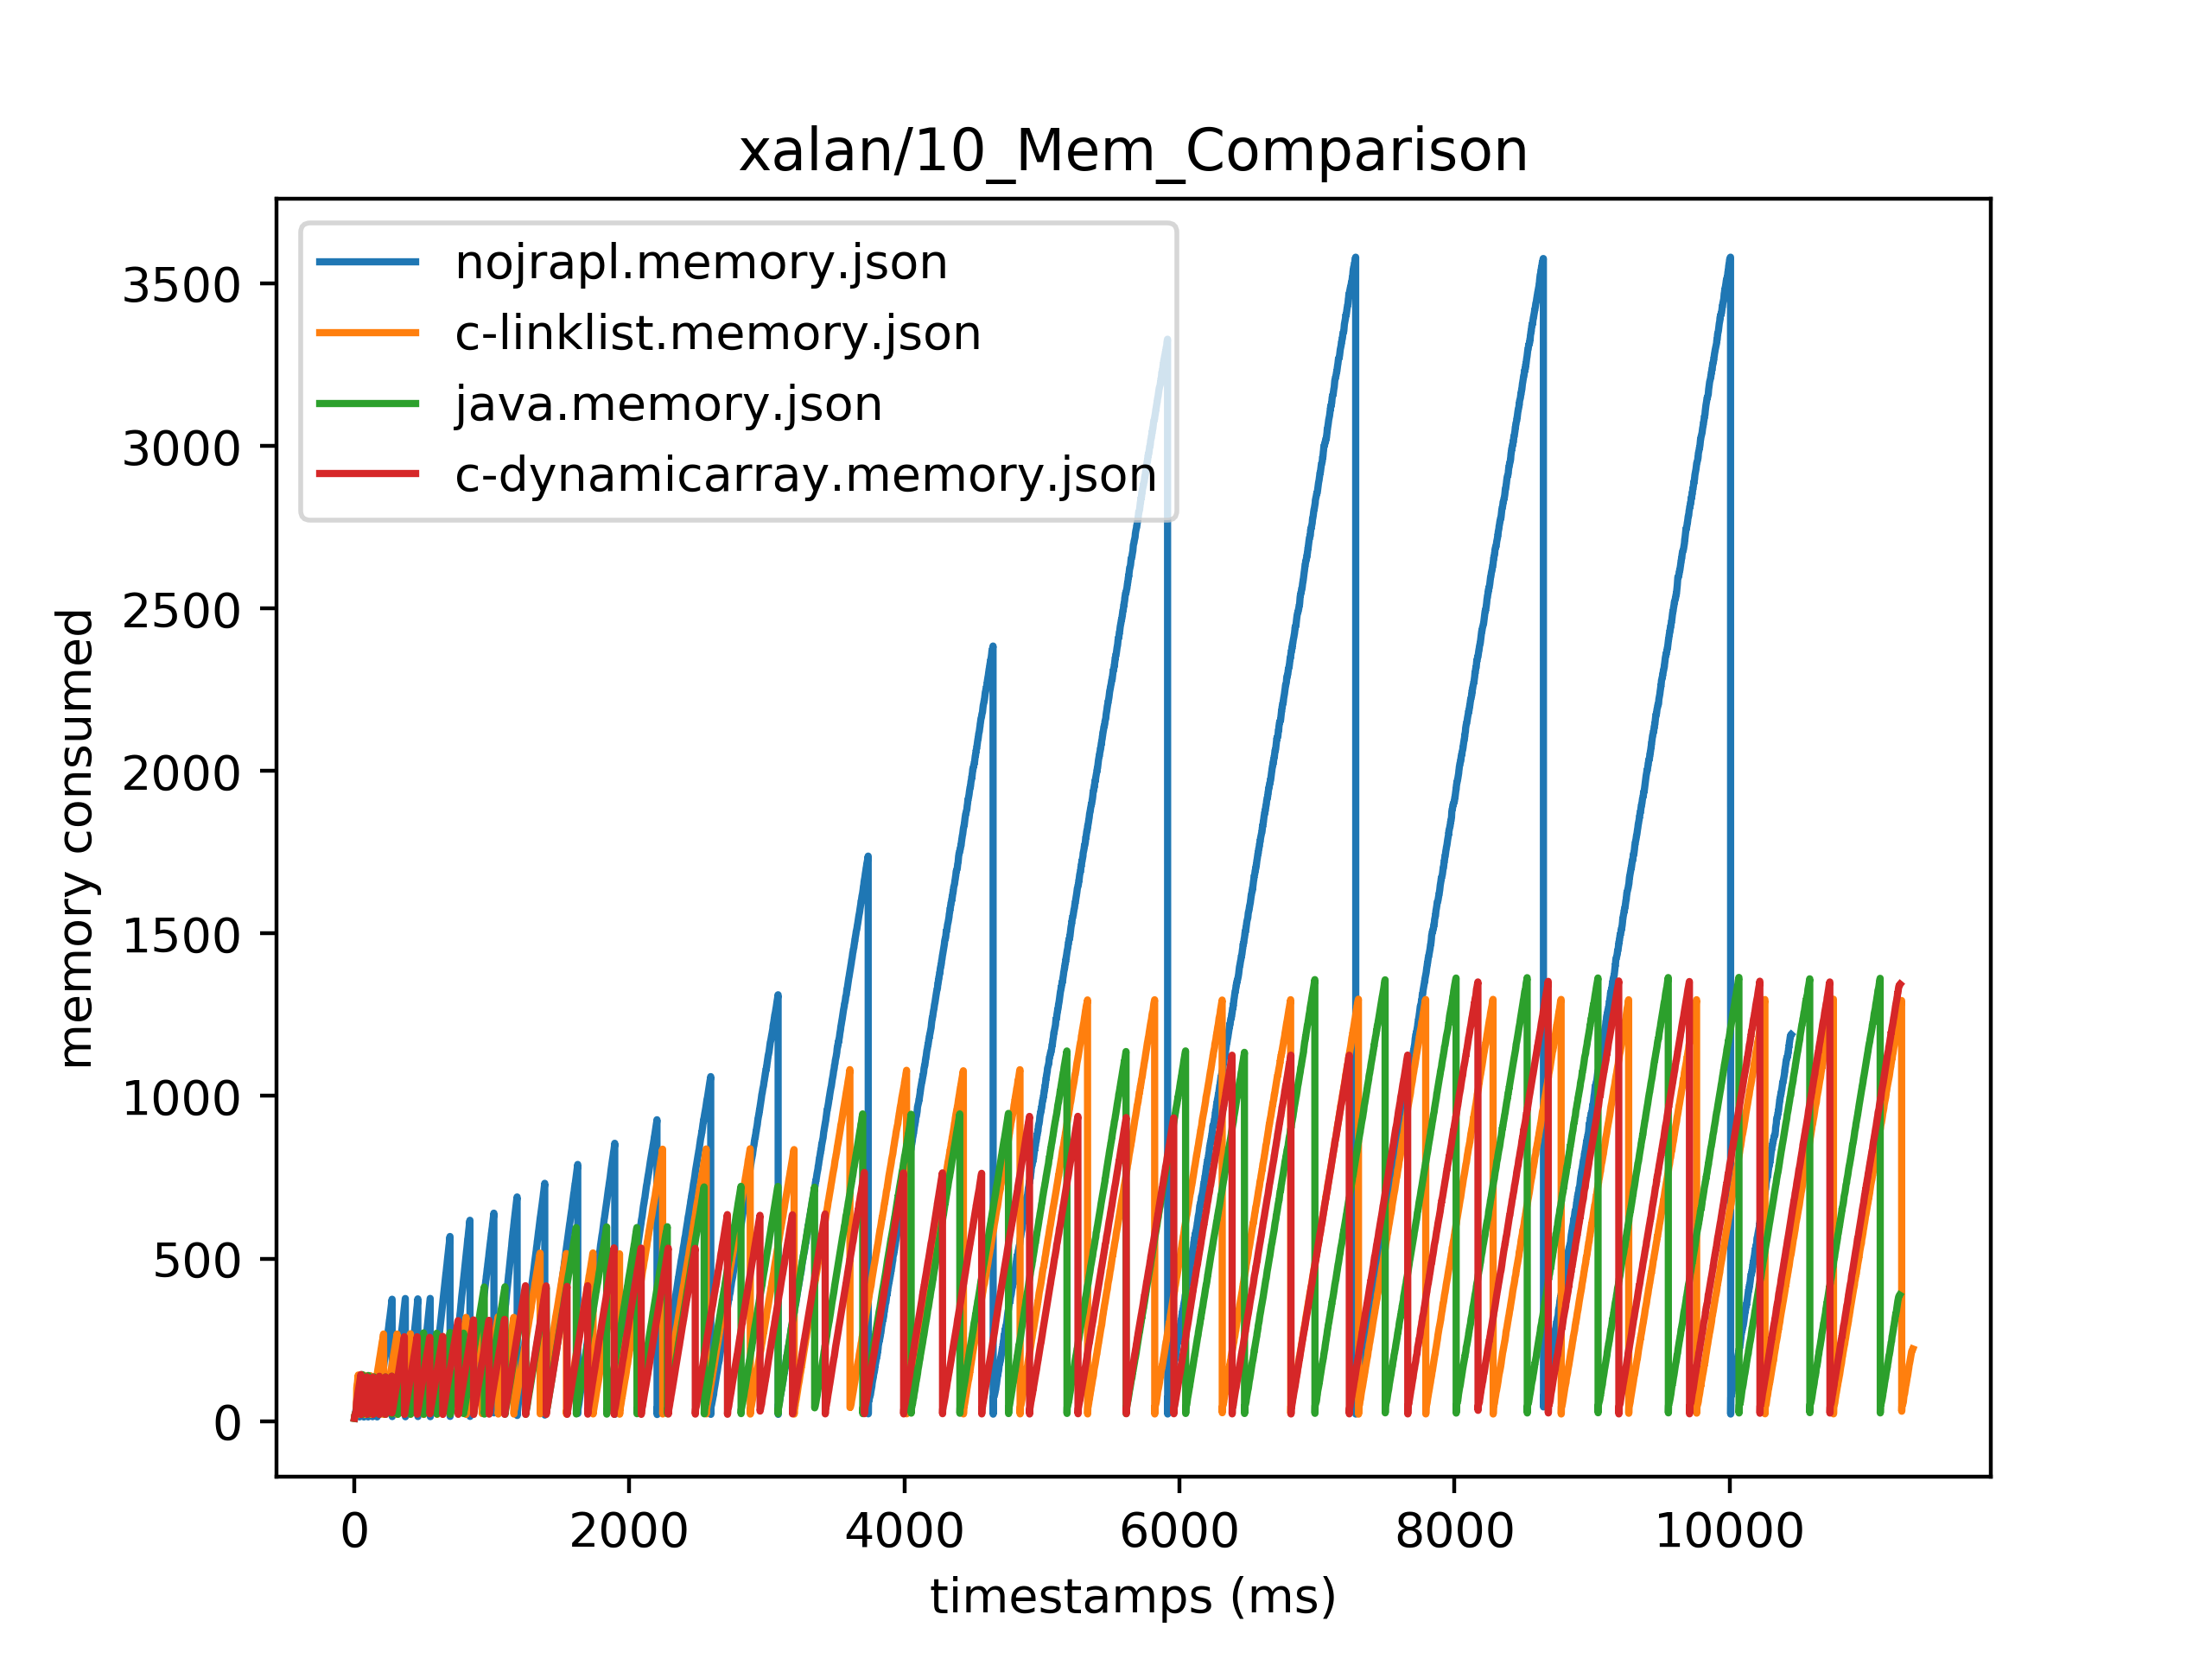 xalan/10_Mem_Comparison
nojrapl.memory.json
c-linklist.memory.json
java.memory.json
c-dynamicarray.memory.json
memory consumed
3500
3000
2500
2000
1500
1000
500
0
0 2000 4000 6000 8000 10000
timestamps (ms)